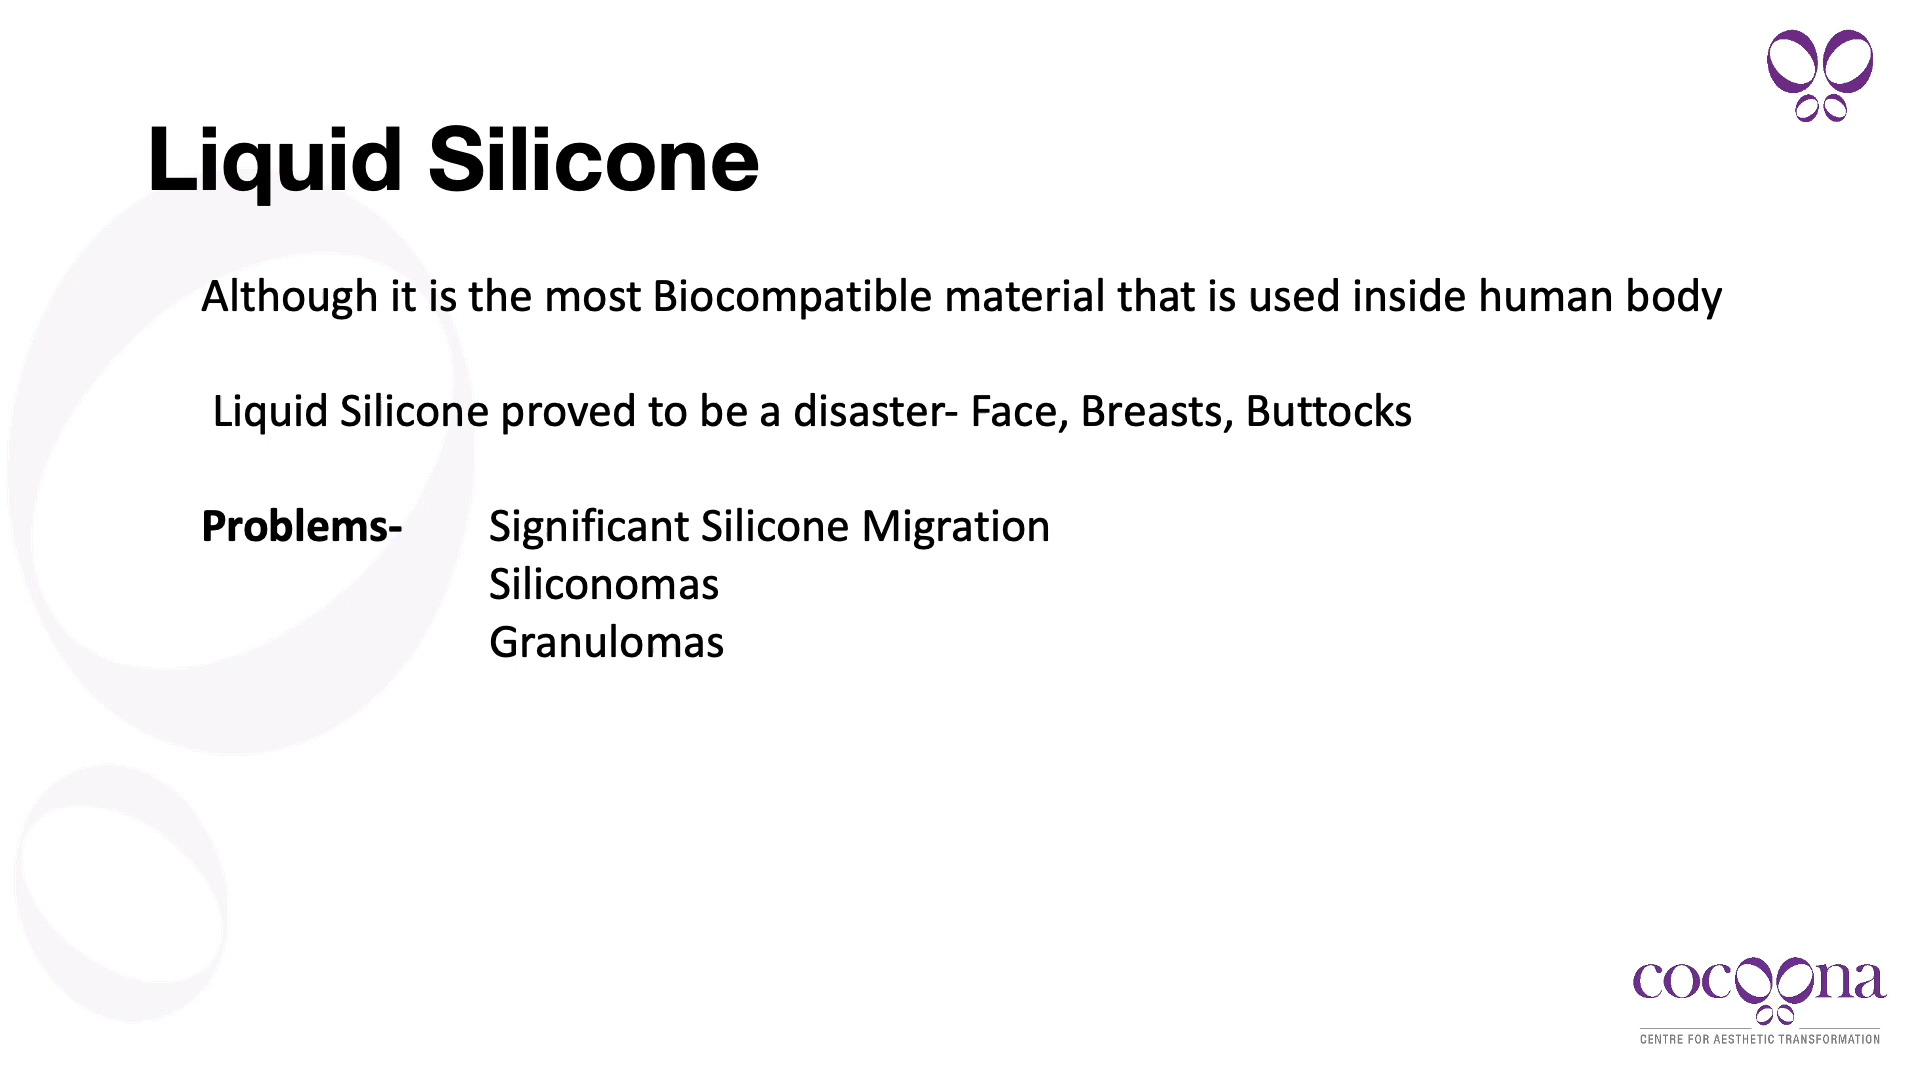 Liquid Silicone
Although it is the most Biocompatible material that is used inside human body
Liquid Silicone proved to be a disaster- Face, Breasts, Buttocks
Problems- Significant Silicone Migration
Siliconomas
Granulomas
cocoona
CENTRE FOR AESTHETIC TRANSFORMATION